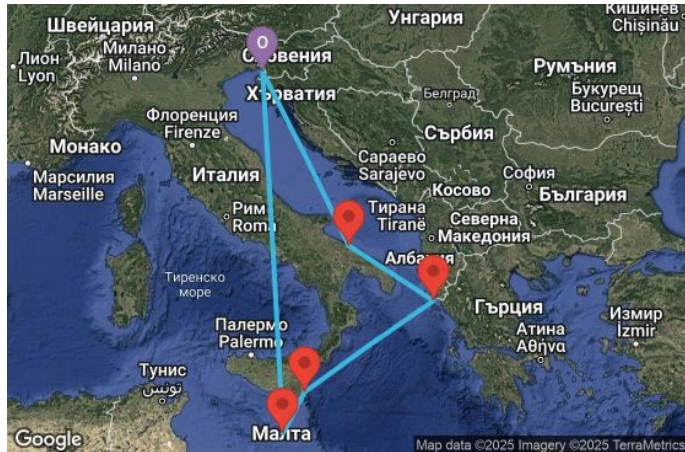 Кишинев
Chișinău
Унгария
Швейцария
Лион
Lyon
Милано
Milano
Словения
Хърватия
Румъния
Букурещ
București
Белград
Флоренция
Firenze
Монако
Марсилия
Marseille
Сърбия
Сараево
Sarajevo
София
Косово
България
Италия
Рим
Roma
Тирана
Tiranë
Северна
Македония
Албания
Тиренско
море
Гърция
Измир
İzmir
Атина
Αθήνα
Палермо
Palermo
Тунис
تونس
Малта
O
Google
Map data ©2025 Imagery ©2025 TerraMetrics